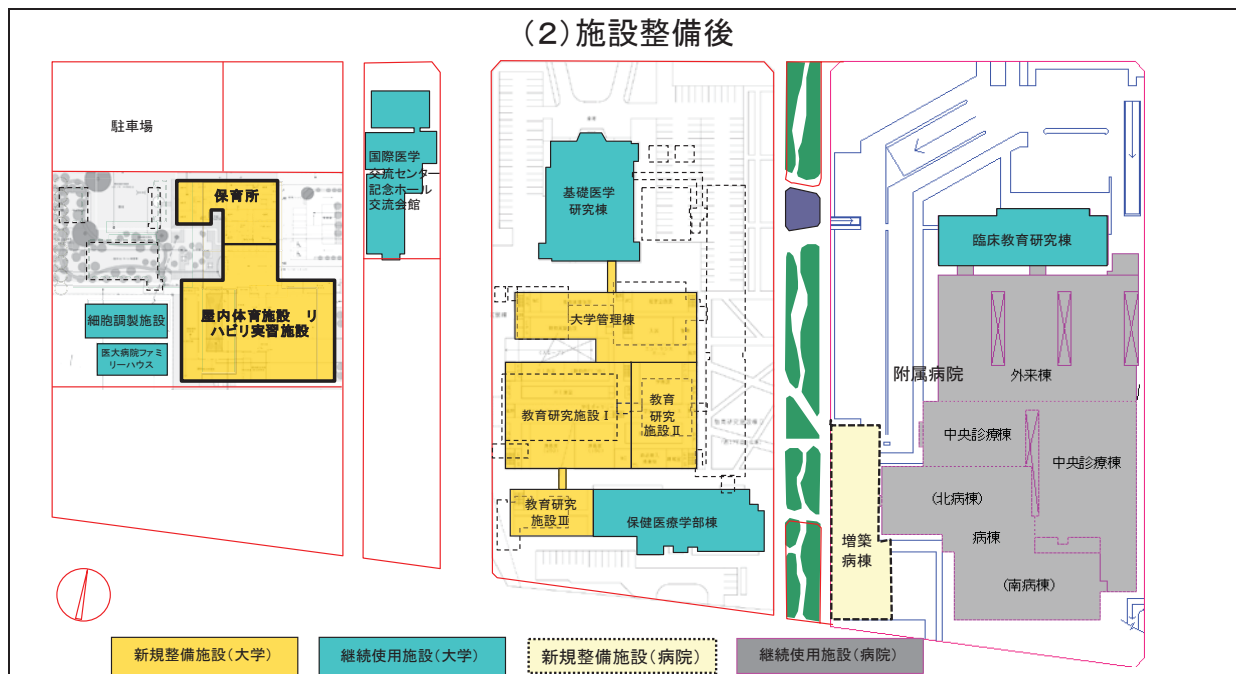 (2)施設整備後
駐車場
保育所
屋内体育施設 リ
ハビリ実習施設
細胞調製施設
医大病院ファミ
リーハウス
国際医学
交流センター
記念ホール
交流会館
基礎医学
研究棟
大学管理棟
教育研究施設Ⅰ
教育
研究
施設Ⅱ
教育研究
施設Ⅲ
保健医療学部棟
臨床教育研究棟
附属病院
外来棟
中央診療棟
中央診療棟
(北病棟)
病棟
(南病棟)
増築
病棟
新規整備施設(大学)
継続使用施設(大学)
新規整備施設(病院)
継続使用施設(病院)